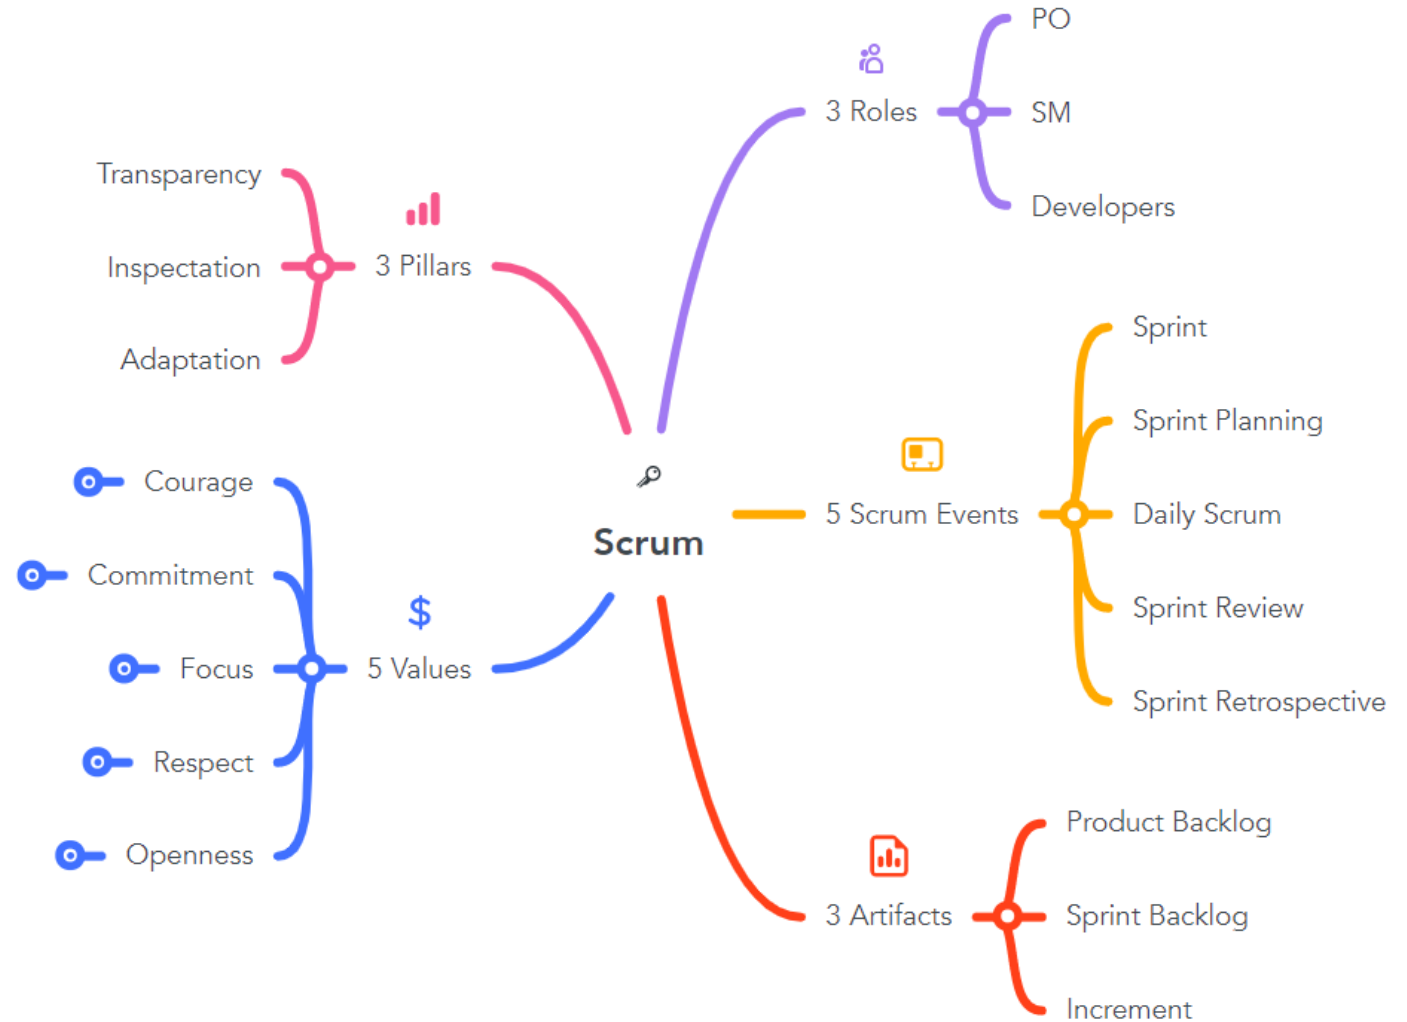 Scrum
3 Pillars
Transparency
Inspectation
Adaptation
$
5 Values
Courage
Commitment
Focus
Respect
Openness
3 Roles
PO
SM
Developers
5 Scrum Events
Sprint
Sprint Planning
Daily Scrum
Sprint Review
Sprint Retrospective
3 Artifacts
Product Backlog
Sprint Backlog
Increment